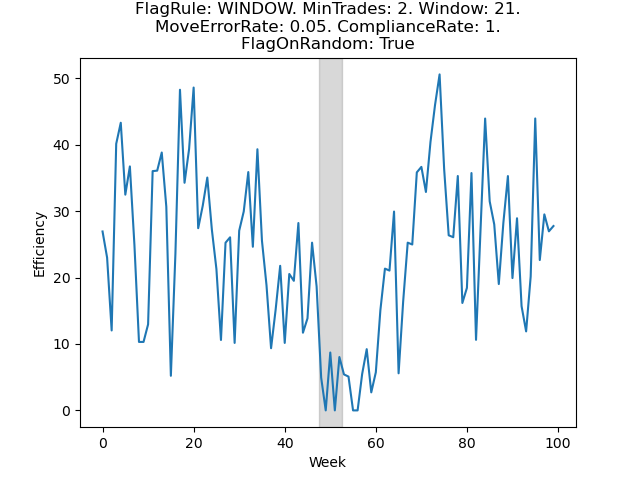 FlagRule: WINDOW. MinTrades: 2. Window: 21.
MoveErrorRate: 0.05. ComplianceRate: 1.
FlagOnRandom: True
50
40
30
20
10
0
Efficiency
0 20 40 60 80 100
Week